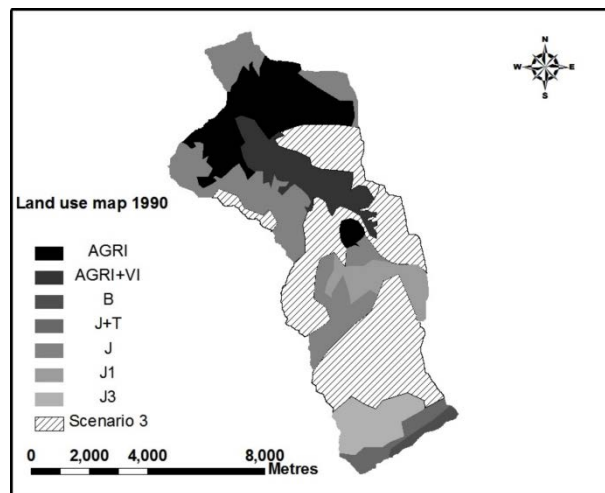 N
W E
S
Land use map 1990
AGRI
AGRI+VI
B
J+T
J
J1
J3
Scenario 3
0 2,000 4,000 8,000
Metres